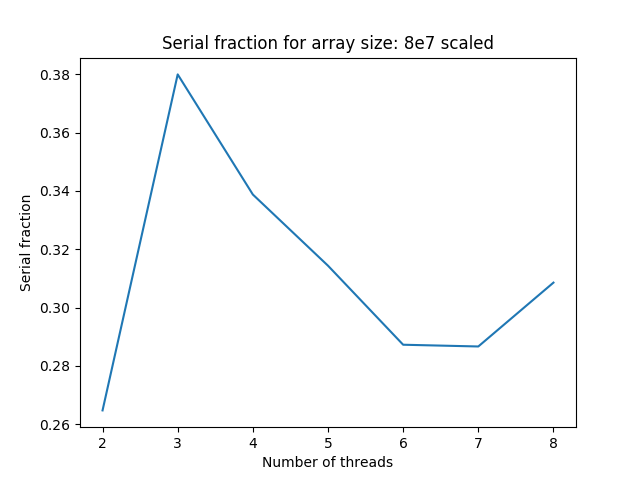 Serial fraction for array size: 8e7 scaled
0.38
0.36
0.34
0.32
0.30
0.28
0.26
Serial fraction
2 3 4 5 6 7 8
Number of threads